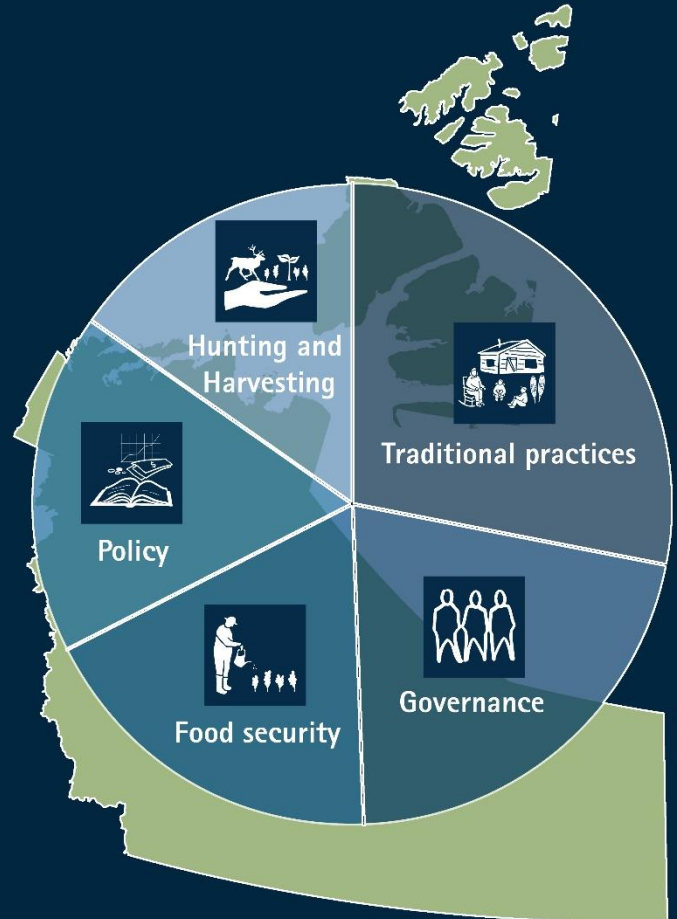 Hunting and
Harvesting
Traditional practices
Policy
Governance
Food security